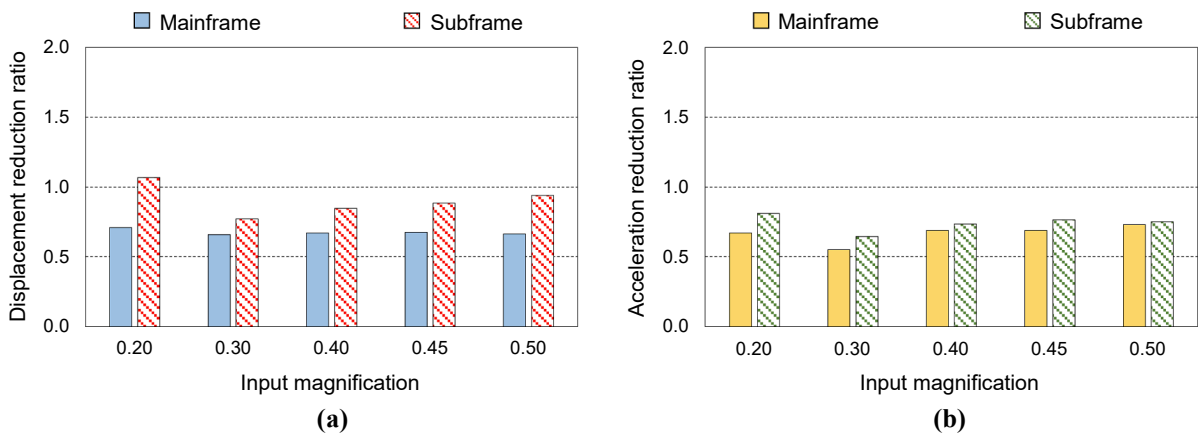 Mainframe Subframe
2.0
1.5
1.0
0.5
0.0
Displacement reduction ratio
0.20 0.30 0.40 0.45 0.50
Input magnification
(a)
Mainframe Subframe
2.0
1.5
1.0
0.5
0.0
Acceleration reduction ratio
0.20 0.30 0.40 0.45 0.50
Input magnification
(b)